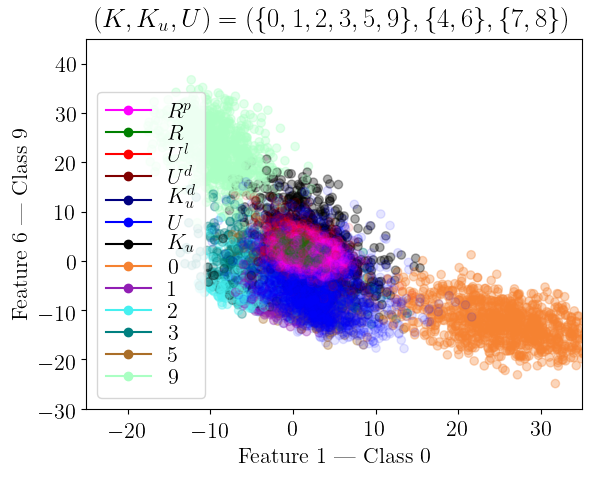 (K, K_u, U) = ({0, 1, 2, 3, 5, 9}, {4, 6}, {7, 8})
40
30
20
10
0
−10
−20
−30
Feature 6 — Class 9
R^p
R
U^l
U^d
K_u^d
U
K_u
0
1
2
3
5
9
−20
−10
0
10
20
30
Feature 1 — Class 0